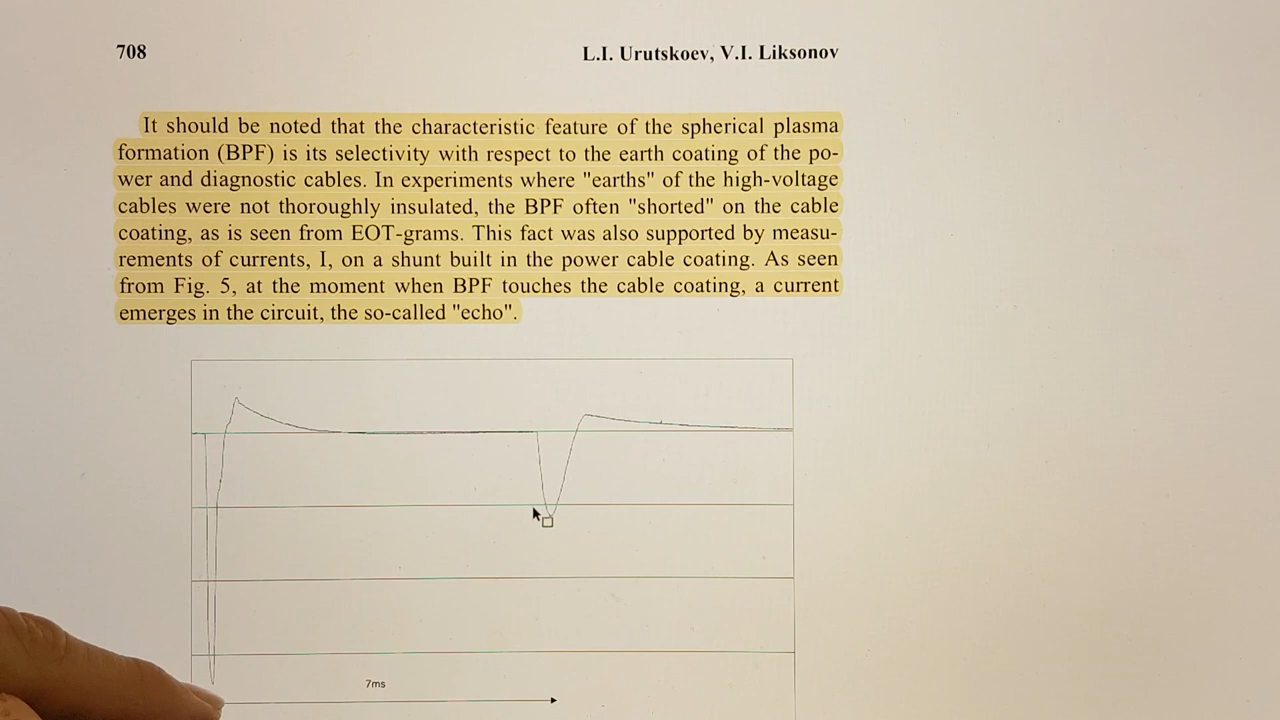 708
L.I. Urutskoev, V.I. Liksonov
It should be noted that the characteristic feature of the spherical plasma
formation (BPF) is its selectivity with respect to the earth coating of the po-
wer and diagnostic cables. In experiments where "earths" of the high-voltage
cables were not thoroughly insulated, the BPF often "shorted" on the cable
coating, as is seen from EOT-grams. This fact was also supported by measu-
rements of currents, I, on a shunt built in the power cable coating. As seen
from Fig. 5, at the moment when BPF touches the cable coating, a current
emerges in the circuit, the so-called "echo".
7ms